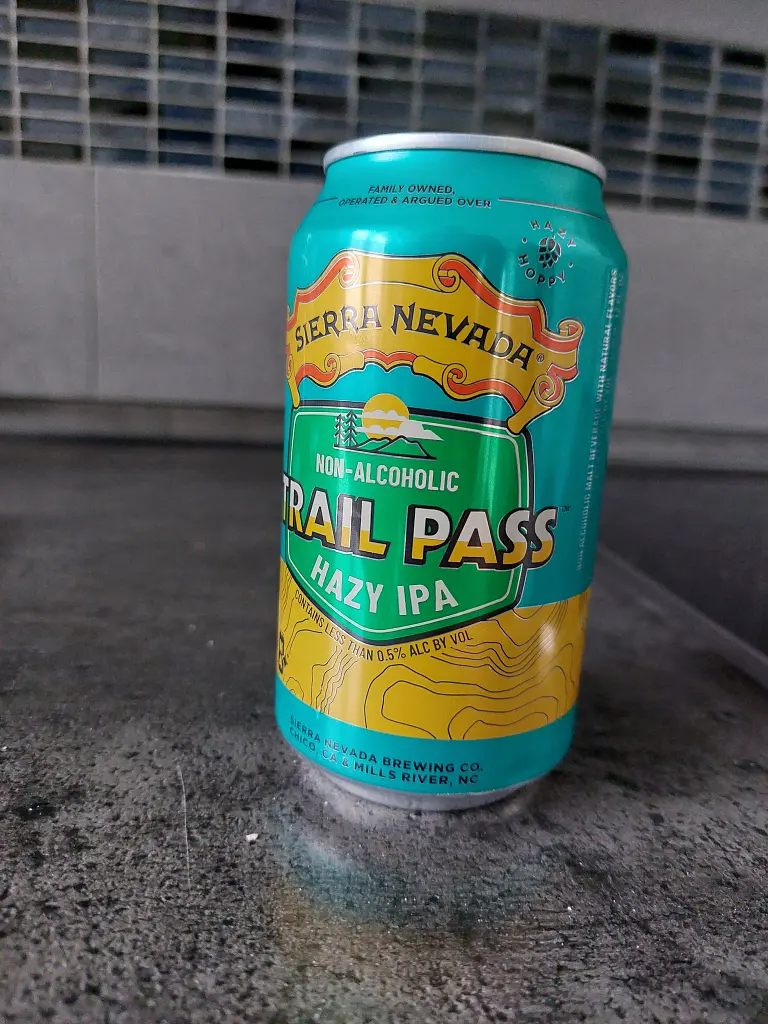 FAMILY OWNED,
OPERATED & ARGUED OVER
HAZY
HOPPY
SIERRA NEVADA®
NON-ALCOHOLIC
TRAIL PASS™
HAZY IPA
CONTAINS LESS THAN 0.5% ALC BY VOL
SIERRA NEVADA BREWING CO.
CHICO, CA & MILLS RIVER, NC
NON-ALCOHOLIC MALT BEVERAGE WITH NATURAL FLAVORS